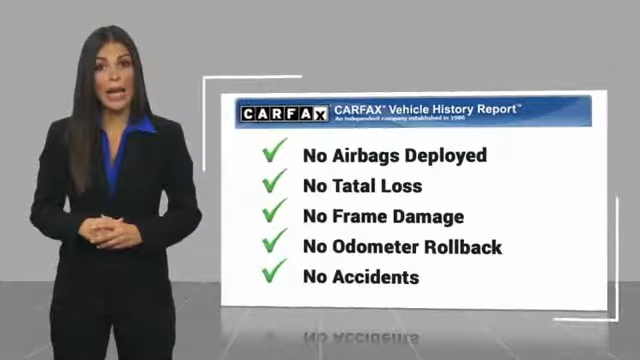 CARFAX CARFAX® Vehicle History Report™
An independent company established in 1986
No Airbags Deployed
No Tatal Loss
No Frame Damage
No Odometer Rollback
No Accidents